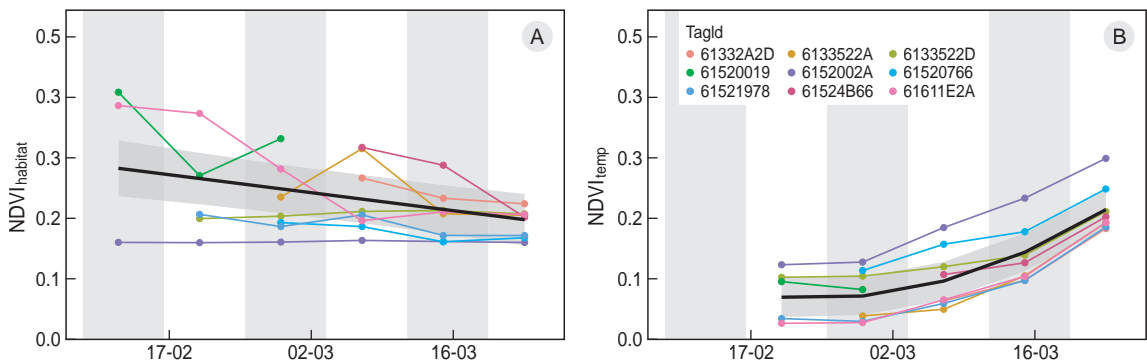 A
NDVIhabitat
0.5
0.3
0.3
0.2
0.1
0.0
17-02
02-03
16-03
B
NDVItemp
0.5
0.3
0.3
0.2
0.1
0.0
17-02
02-03
16-03
TagId
61332A2D 6133522A 6133522D
61520019 6152002A 61520766
61521978 61524B66 61611E2A